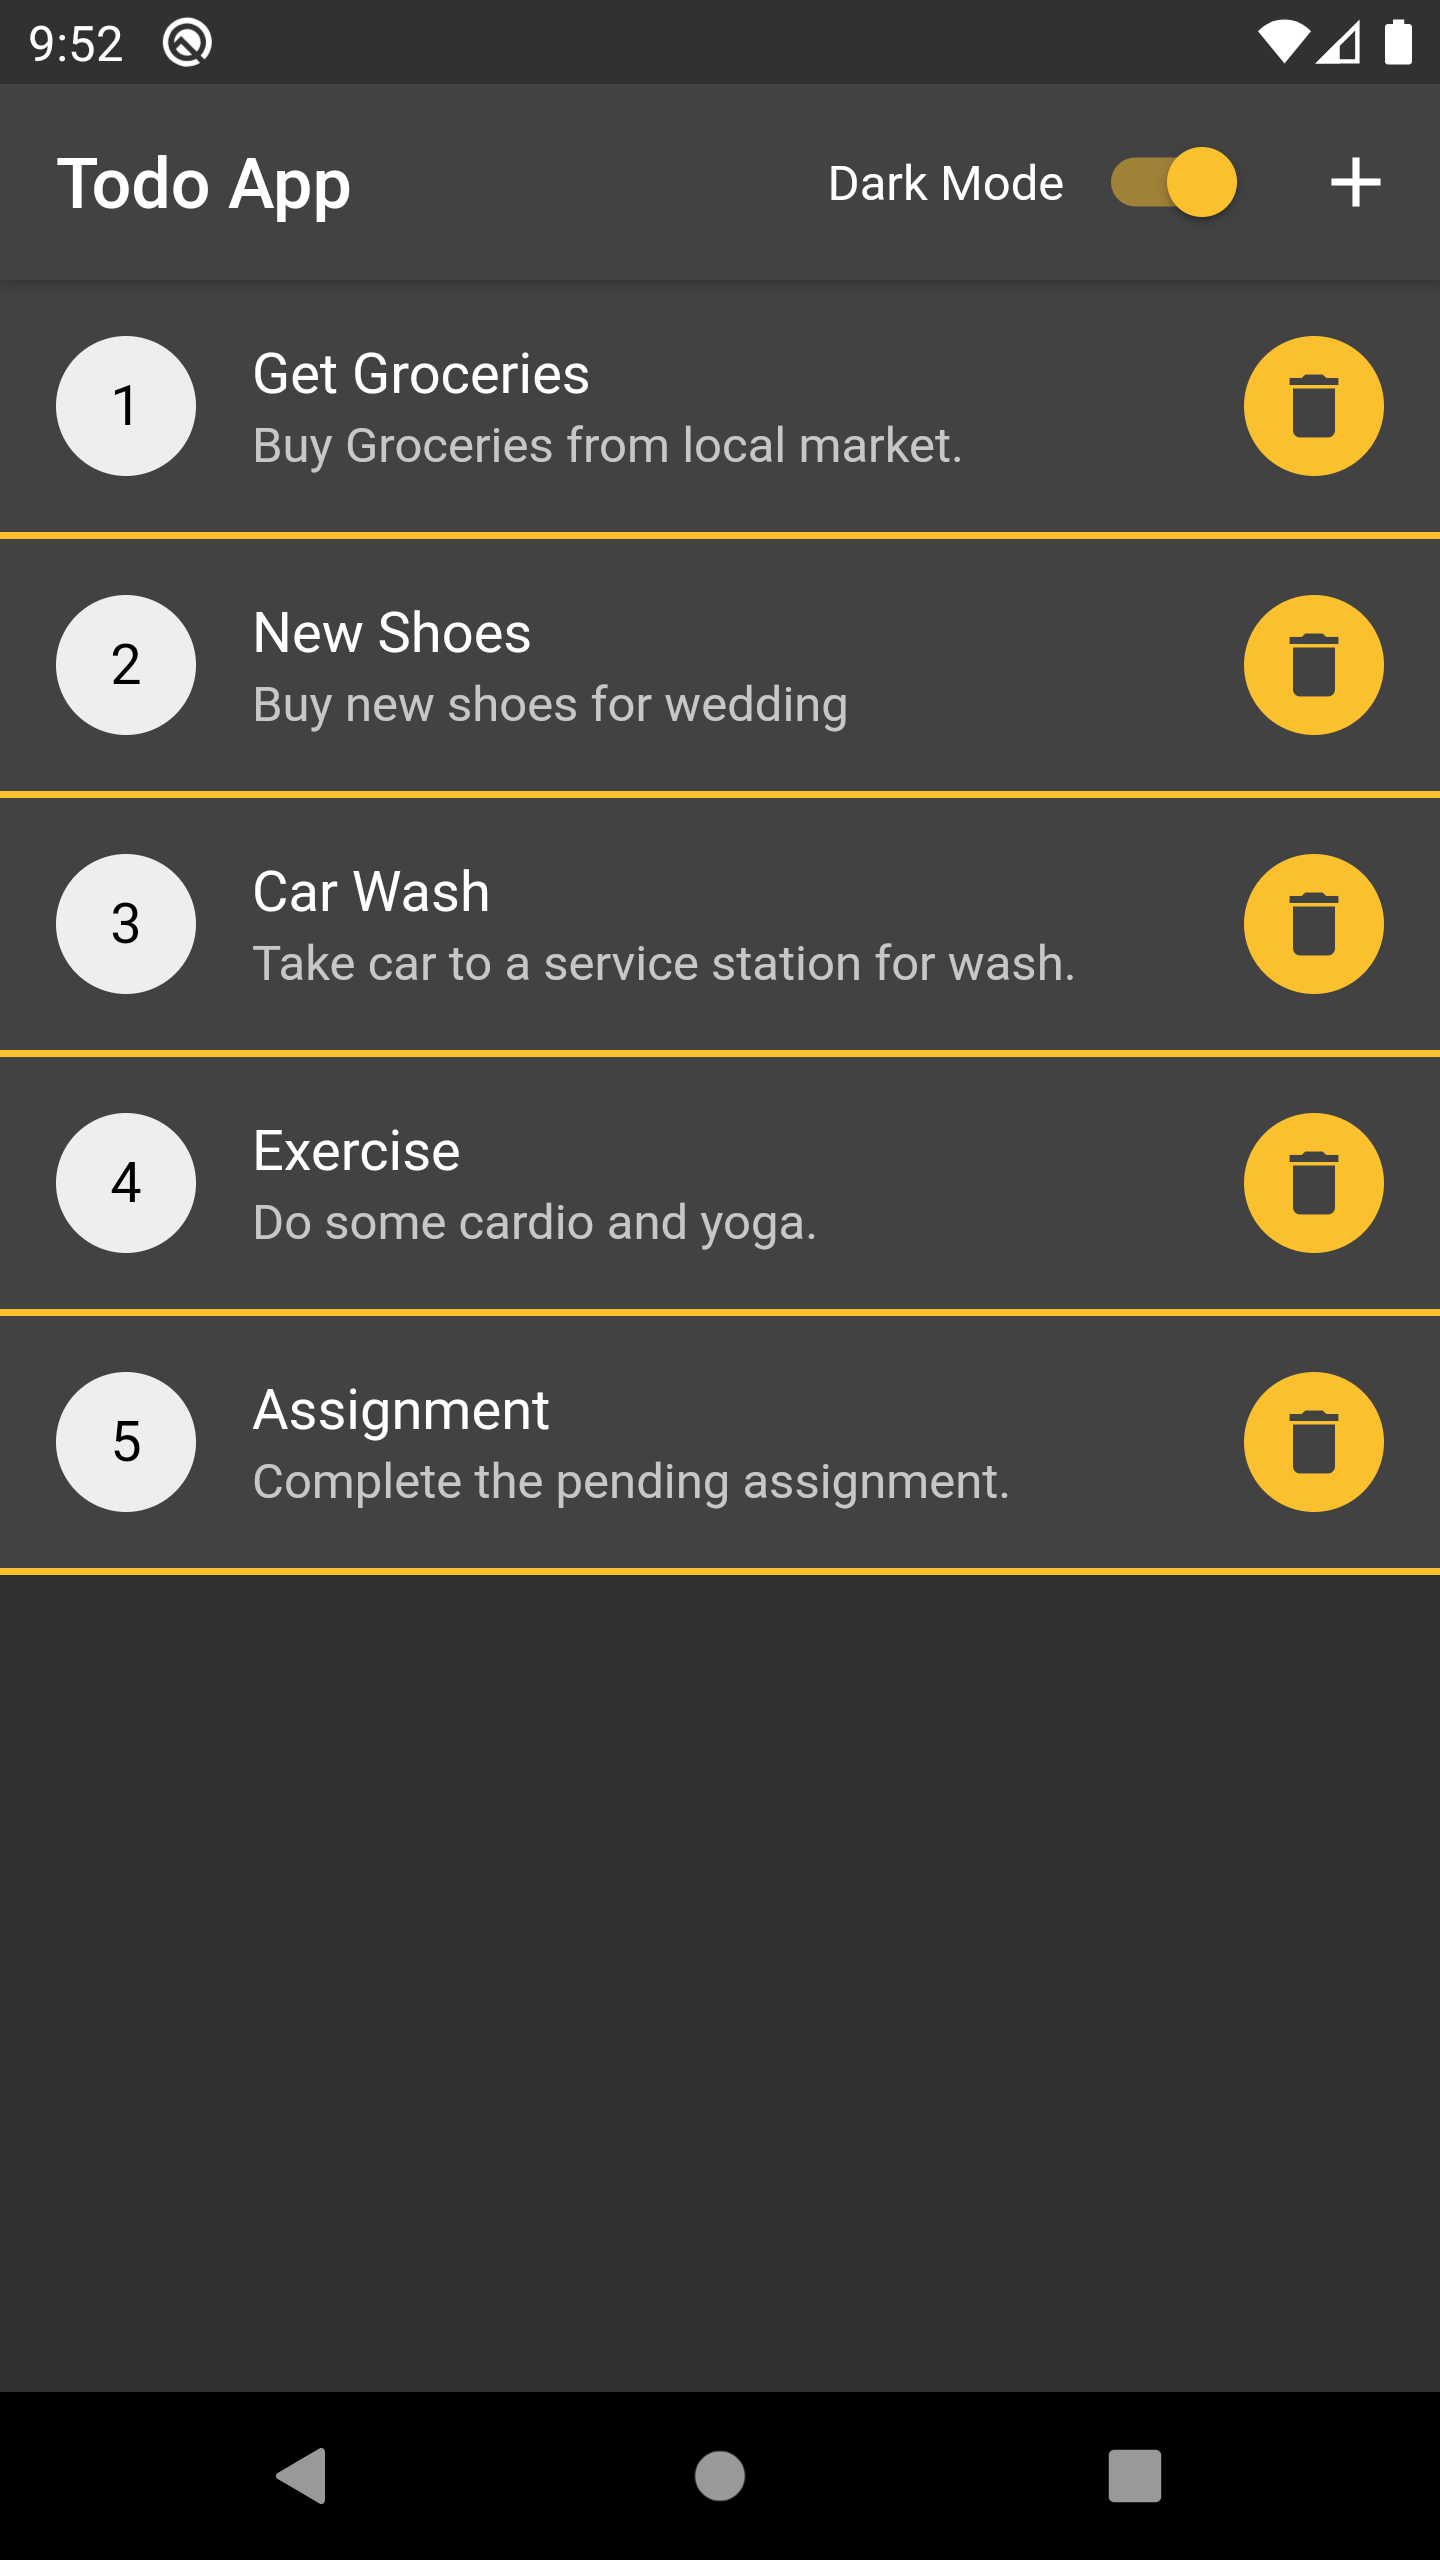 9:52
Todo App Dark Mode
1 Get Groceries
Buy Groceries from local market.
2 New Shoes
Buy new shoes for wedding
3 Car Wash
Take car to a service station for wash.
4 Exercise
Do some cardio and yoga.
5 Assignment
Complete the pending assignment.